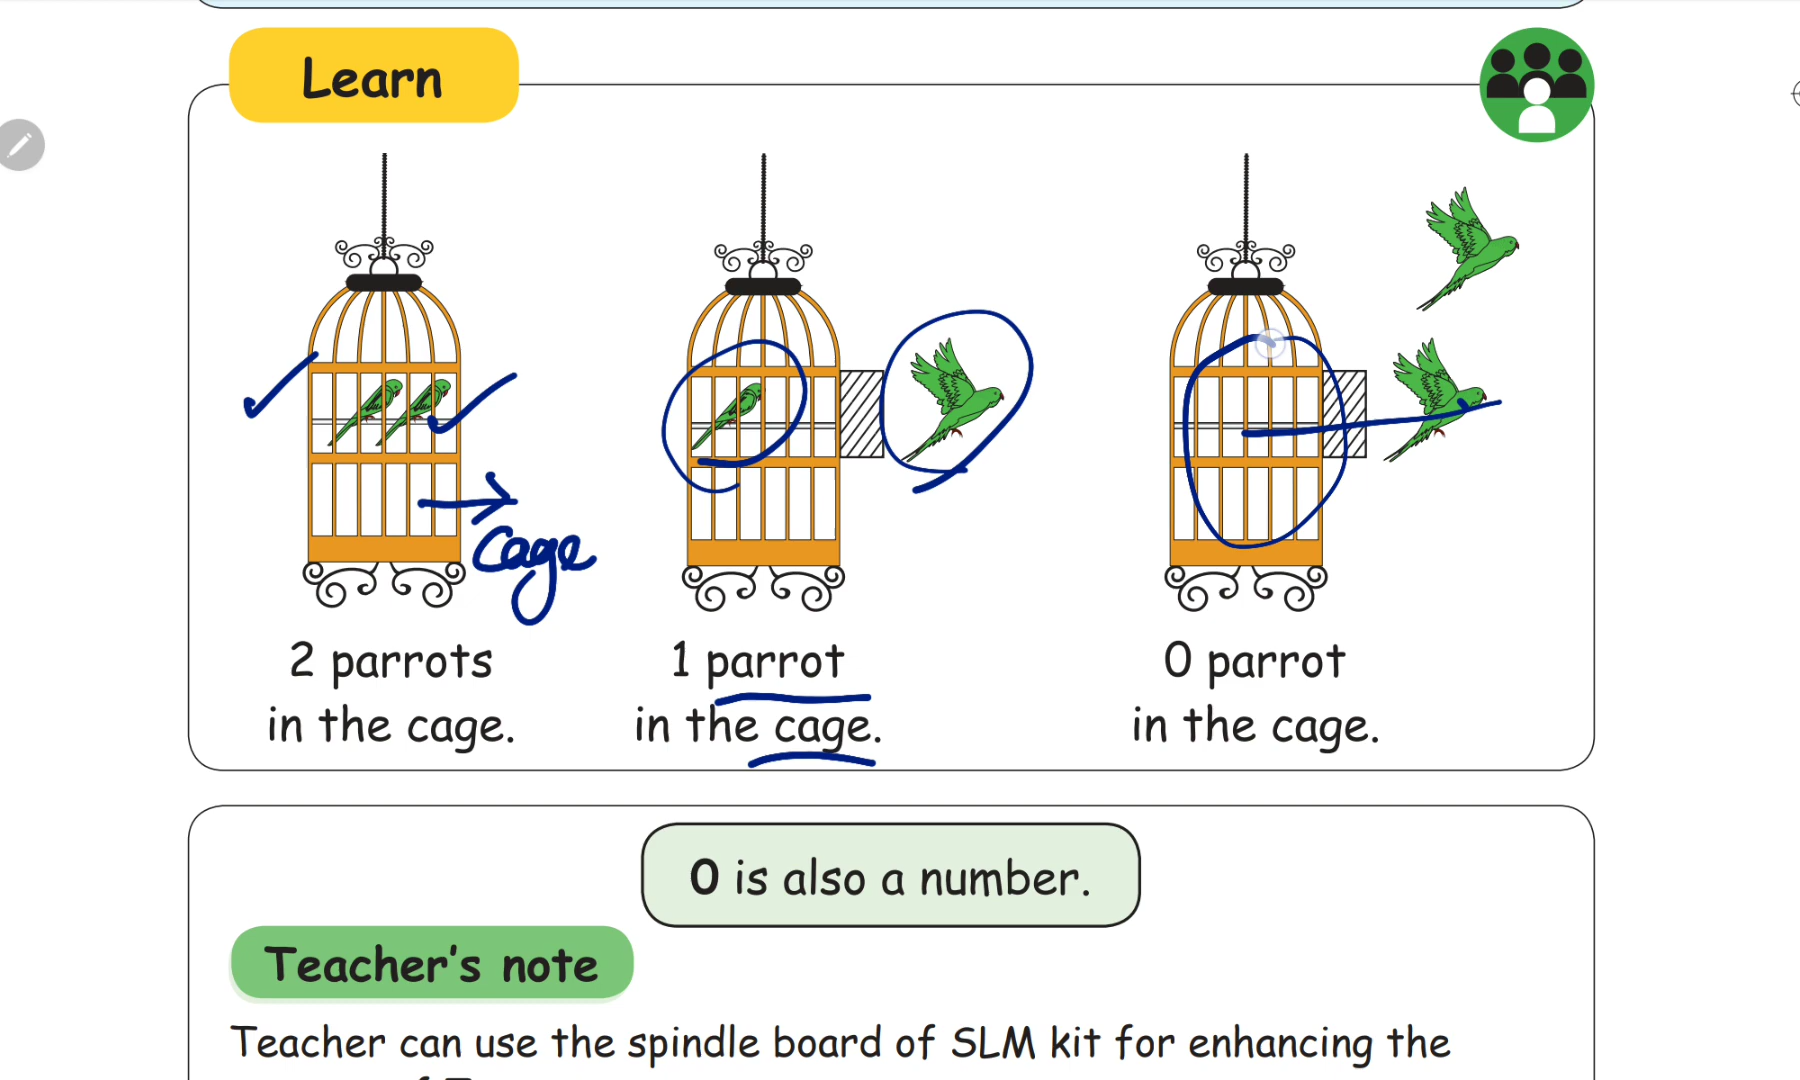 Learn
cage
2 parrots
in the cage.
1 parrot
in the cage.
0 parrot
in the cage.
0 is also a number.
Teacher's note
Teacher can use the spindle board of SLM kit for enhancing the